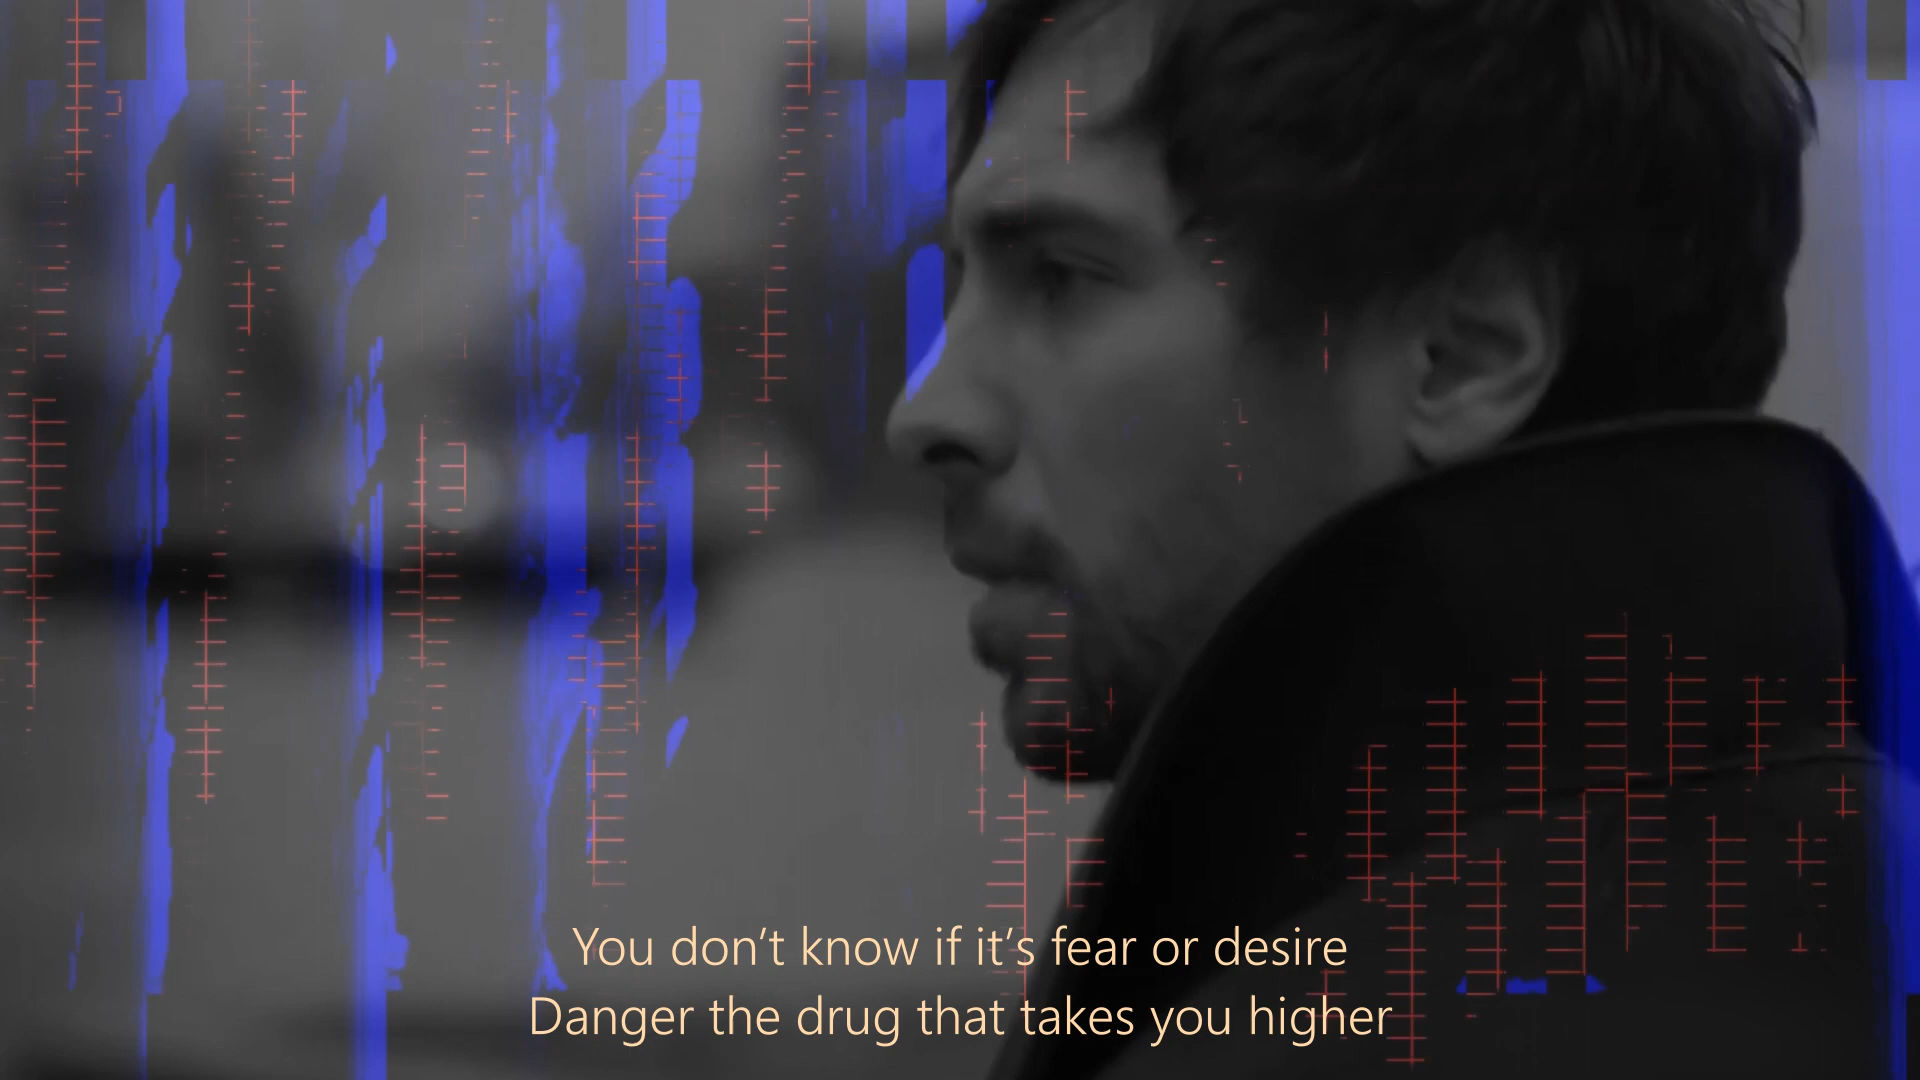 You don’t know if it’s fear or desire
Danger the drug that takes you higher